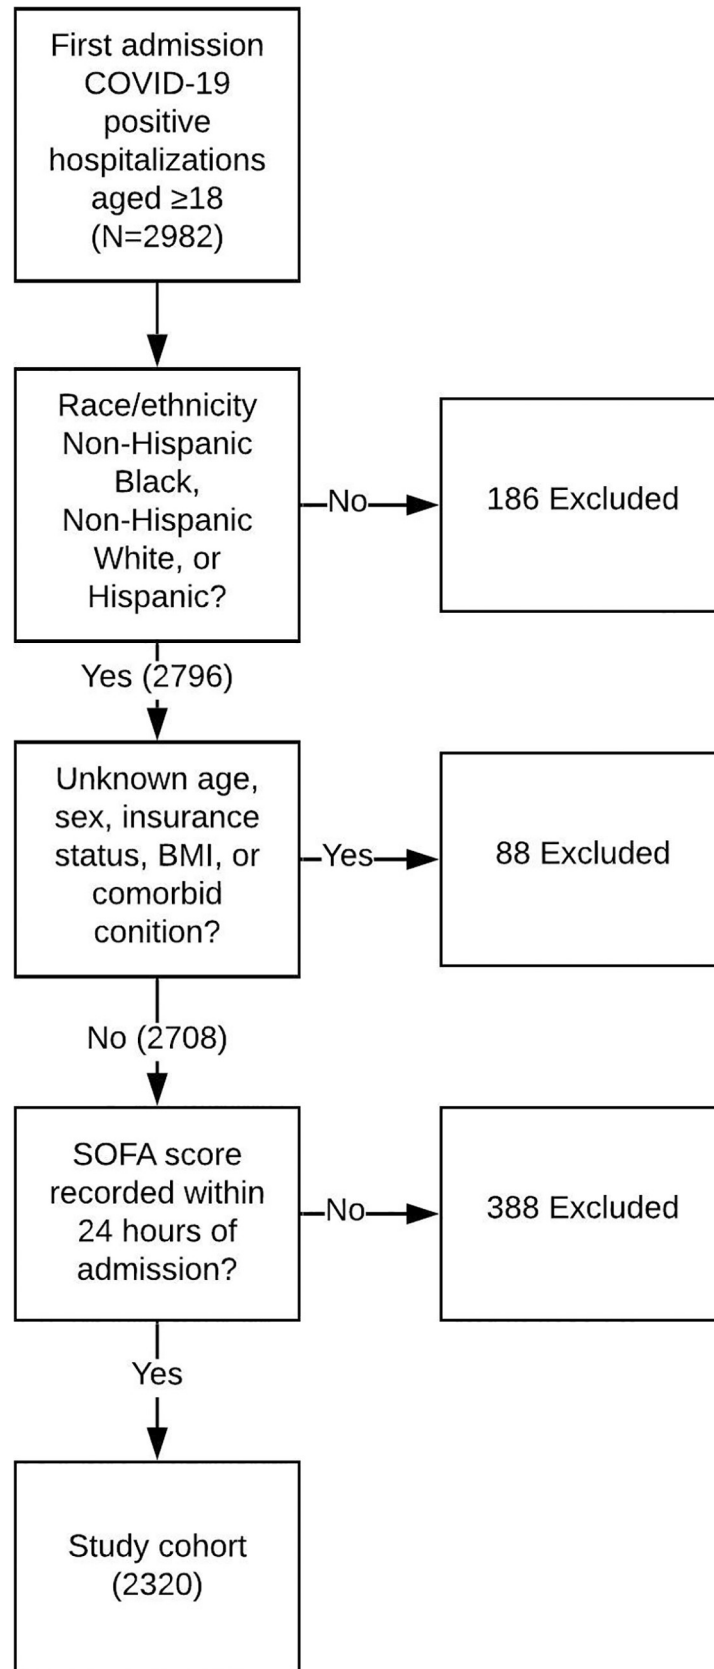 First admission
COVID-19
positive
hospitalizations
aged ≥18
(N=2982)
Race/ethnicity
Non-Hispanic
Black,
Non-Hispanic
White, or
Hispanic?
No
186 Excluded
Yes (2796)
Unknown age,
sex, insurance
status, BMI, or
comorbid
conition?
Yes
88 Excluded
No (2708)
SOFA score
recorded within
24 hours of
admission?
No
388 Excluded
Yes
Study cohort
(2320)